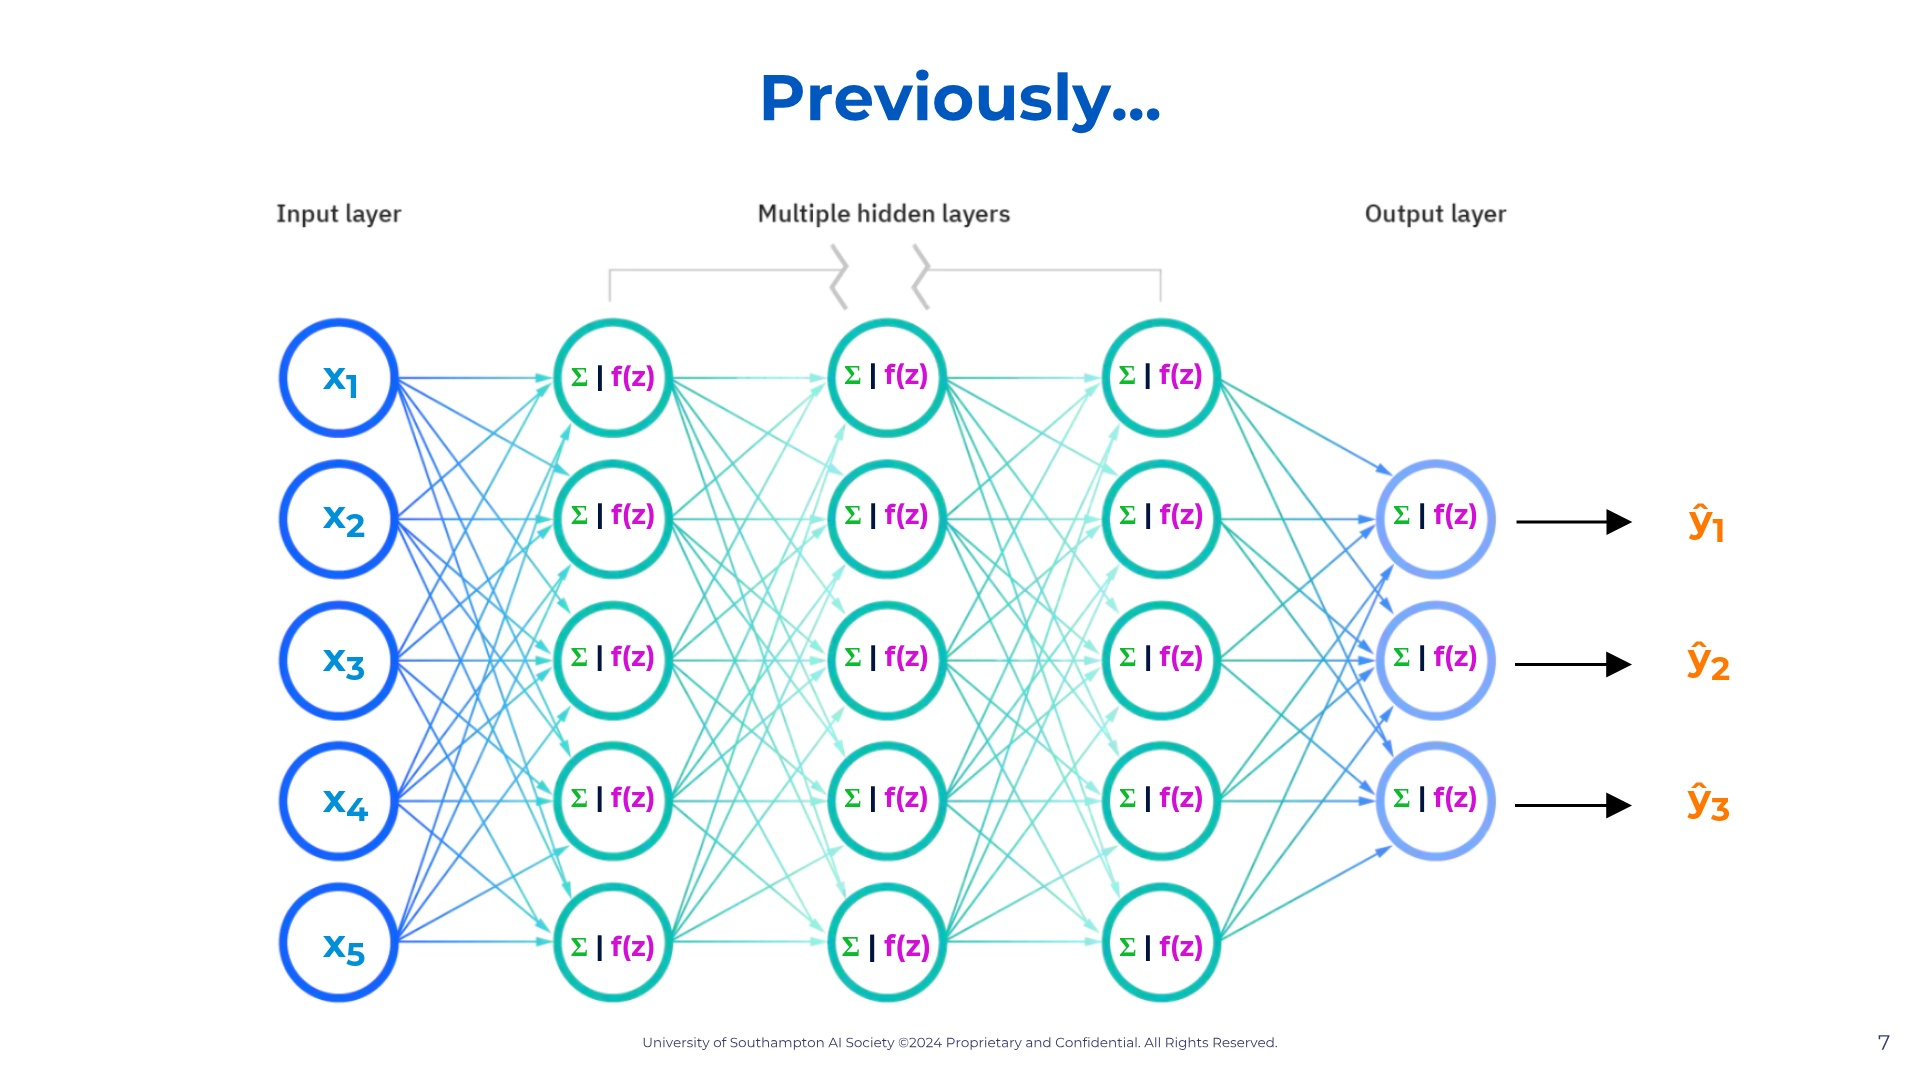 Previously...
Input layer
Multiple hidden layers
Output layer
x1
Σ | f(z)
Σ | f(z)
Σ | f(z)
x2
Σ | f(z)
Σ | f(z)
Σ | f(z)
Σ | f(z)
ŷ1
x3
Σ | f(z)
Σ | f(z)
Σ | f(z)
Σ | f(z)
ŷ2
x4
Σ | f(z)
Σ | f(z)
Σ | f(z)
Σ | f(z)
ŷ3
x5
Σ | f(z)
Σ | f(z)
Σ | f(z)
University of Southampton AI Society ©2024 Proprietary and Confidential. All Rights Reserved.
7